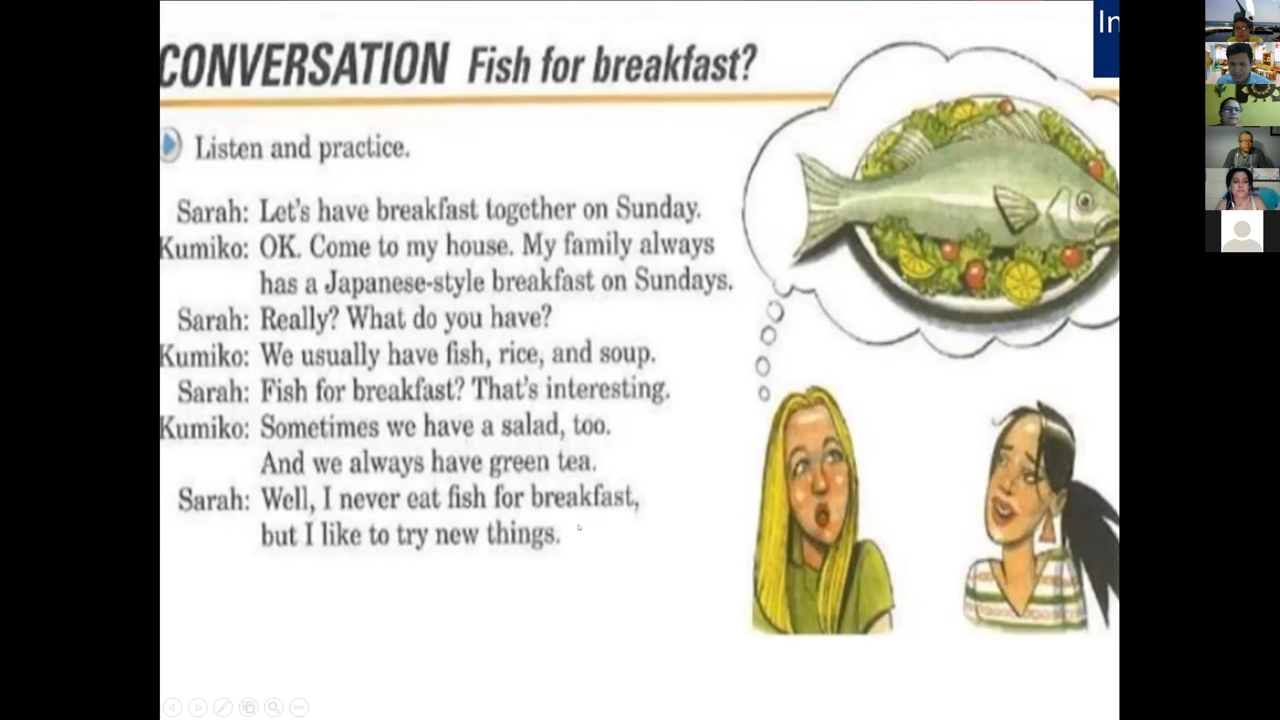 CONVERSATION Fish for breakfast?
In
Listen and practice.
Sarah: Let's have breakfast together on Sunday.
Kumiko: OK. Come to my house. My family always
has a Japanese-style breakfast on Sundays.
Sarah: Really? What do you have?
Kumiko: We usually have fish, rice, and soup.
Sarah: Fish for breakfast? That's interesting.
Kumiko: Sometimes we have a salad, too.
And we always have green tea.
Sarah: Well, I never eat fish for breakfast,
but I like to try new things.